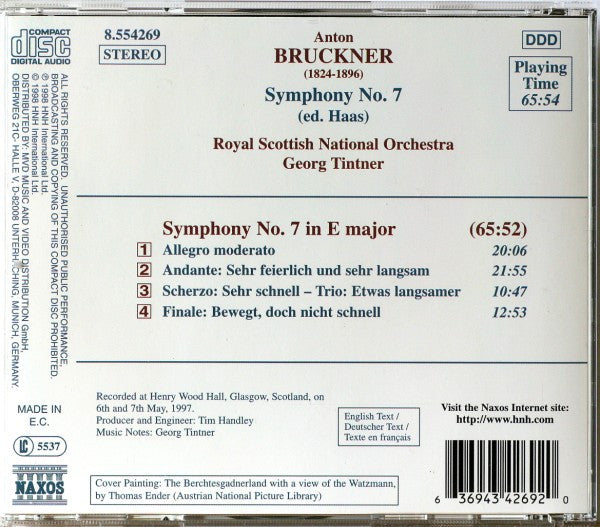 COMPACT
disc
DIGITAL AUDIO
8.554269
STEREO
Anton
BRUCKNER
(1824-1896)
Symphony No. 7
(ed. Haas)
Royal Scottish National Orchestra
Georg Tintner
DDD
Playing
Time
65:54
ALL RIGHTS RESERVED. UNAUTHORISED PUBLIC PERFORMANCE,
BROADCASTING AND COPYING OF THIS COMPACT DISC PROHIBITED.
℗ 1998 HNH International Ltd.
© 1998 HNH International Ltd.
DISTRIBUTED BY: MVD MUSIC AND VIDEO DISTRIBUTION GmbH,
OBERWEG 21C- HALLE V, D-82008 UNTERHACHING, MUNICH, GERMANY.
Symphony No. 7 in E major (65:52)
1 Allegro moderato 20:06
2 Andante: Sehr feierlich und sehr langsam 21:55
3 Scherzo: Sehr schnell – Trio: Etwas langsamer 10:47
4 Finale: Bewegt, doch nicht schnell 12:53
Recorded at Henry Wood Hall, Glasgow, Scotland, on
6th and 7th May, 1997.
Producer and Engineer: Tim Handley
Music Notes: Georg Tintner
English Text /
Deutscher Text /
Texte en français
Visit the Naxos Internet site:
http://www.hnh.com
MADE IN
E.C.
LC 5537
NAXOS
Cover Painting: The Berchtesgadnerland with a view of the Watzmann,
by Thomas Ender (Austrian National Picture Library)
6 36943 42692 0